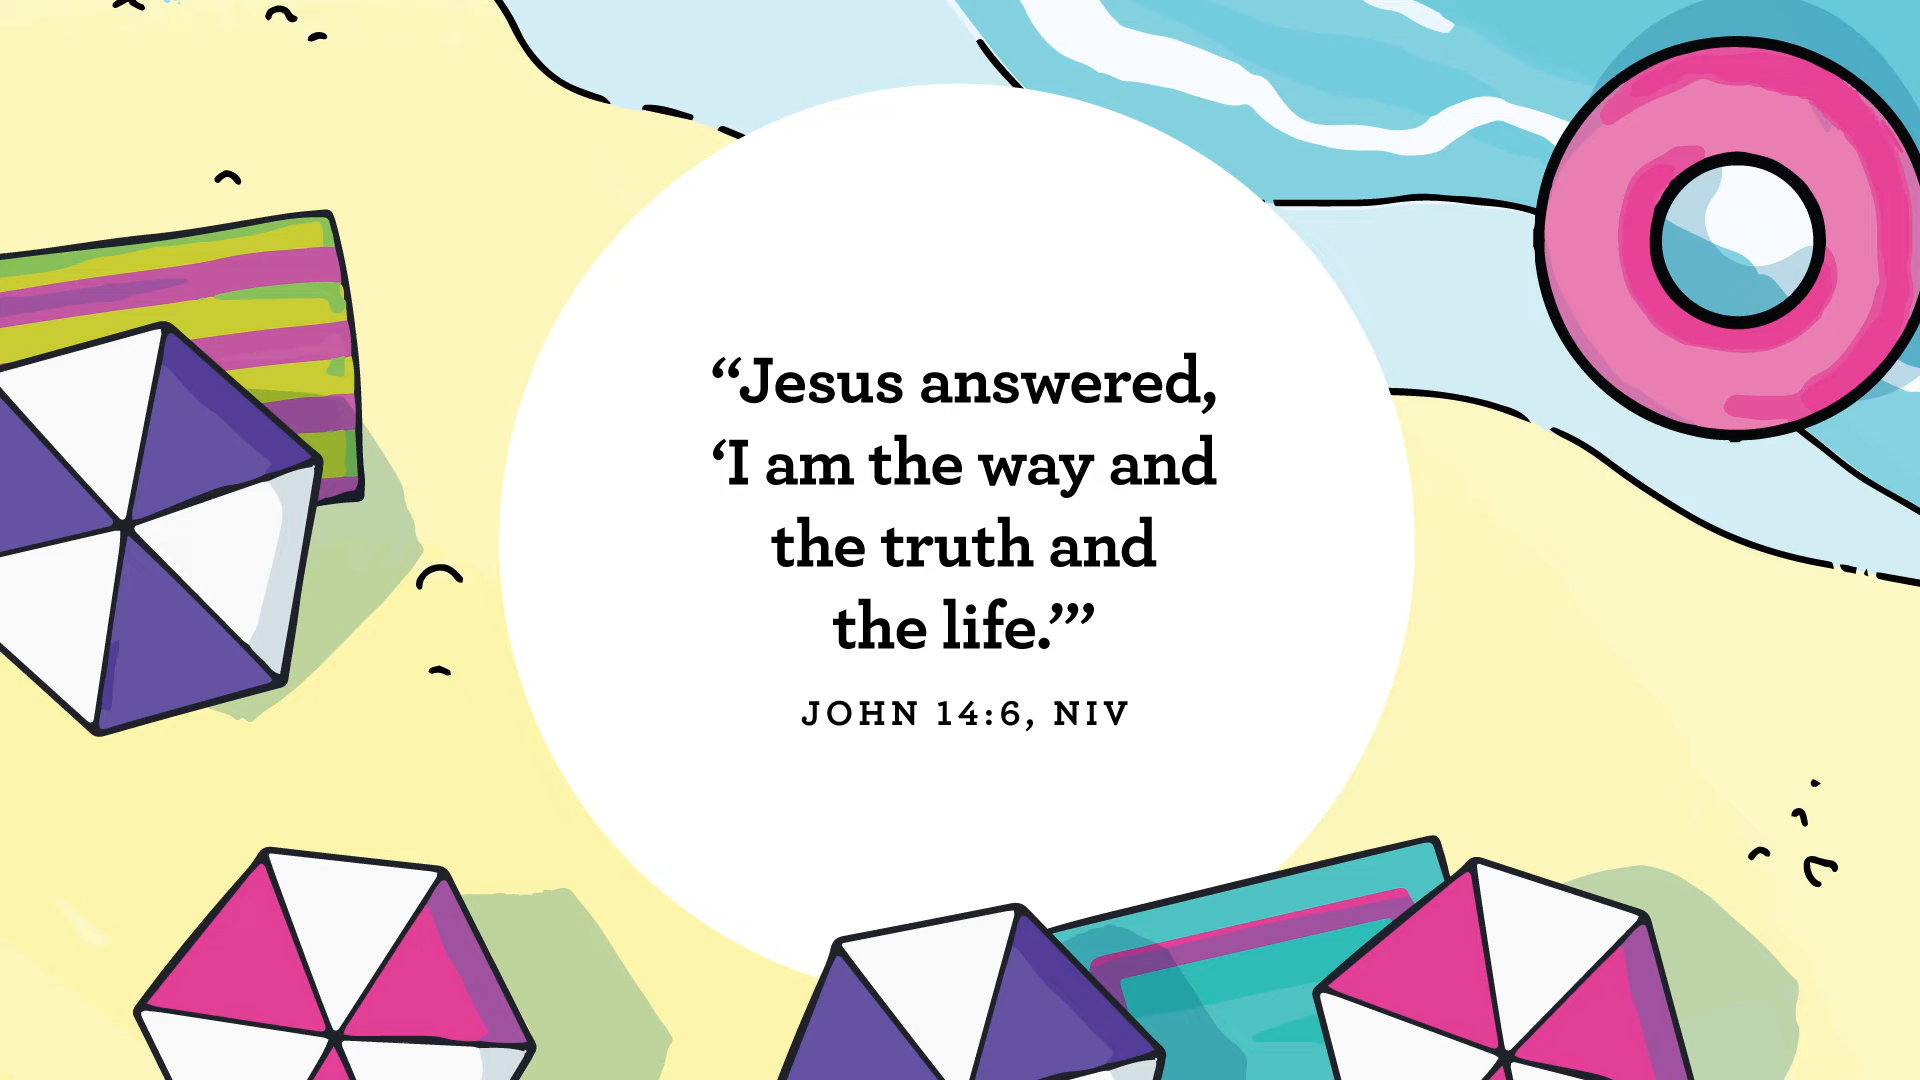 “Jesus answered,
‘I am the way and
the truth and
the life.’”
JOHN 14:6, NIV